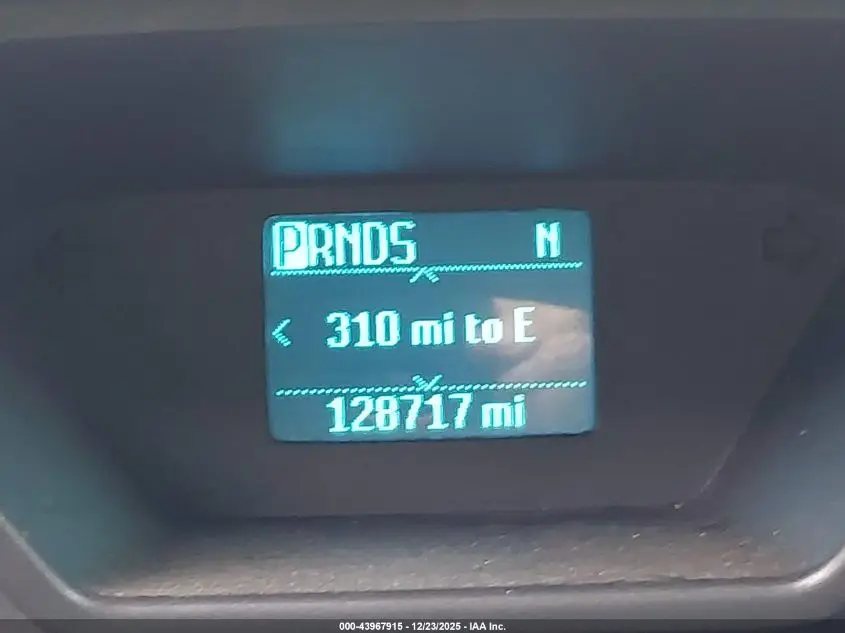 PRNDS N
< 310 mi to E
128717 mi
000-43967915 - 12/23/2025 - IAA Inc.